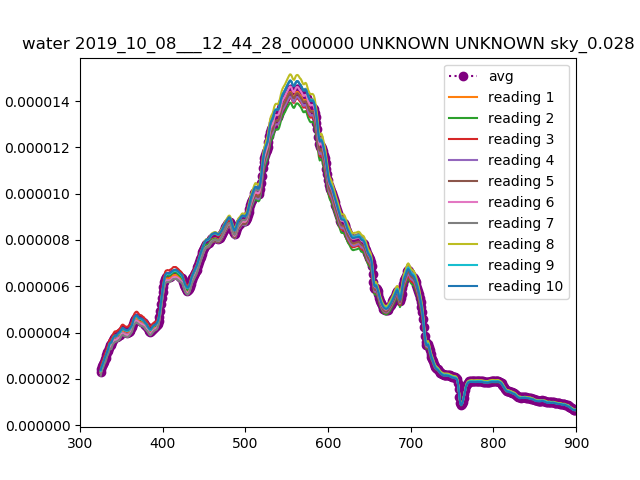 water 2019_10_08___12_44_28_000000 UNKNOWN UNKNOWN sky_0.028
0.000014
0.000012
0.000010
0.000008
0.000006
0.000004
0.000002
0.000000
300 400 500 600 700 800 900
avg
reading 1
reading 2
reading 3
reading 4
reading 5
reading 6
reading 7
reading 8
reading 9
reading 10